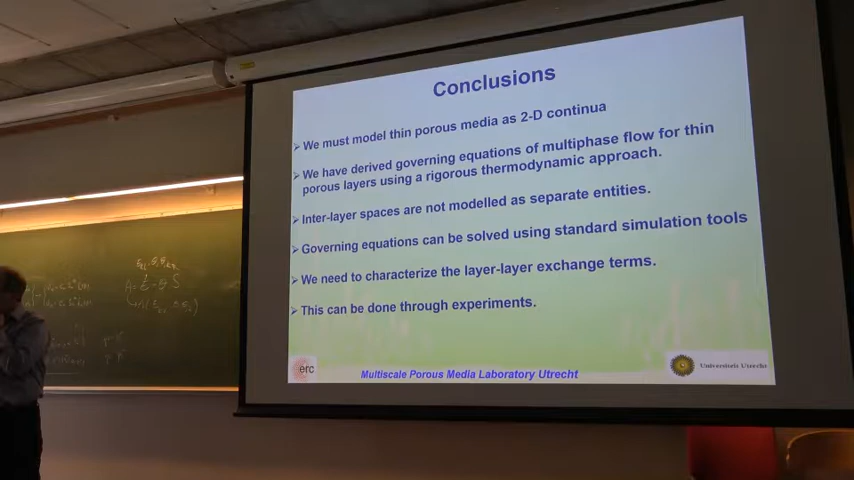 Conclusions
➢ We must model thin porous media as 2-D continua
➢ We have derived governing equations of multiphase flow for thin
porous layers using a rigorous thermodynamic approach.
➢ Inter-layer spaces are not modelled as separate entities.
➢ Governing equations can be solved using standard simulation tools
➢ We need to characterize the layer-layer exchange terms.
➢ This can be done through experiments.
erc
Multiscale Porous Media Laboratory Utrecht
Universiteit Utrecht